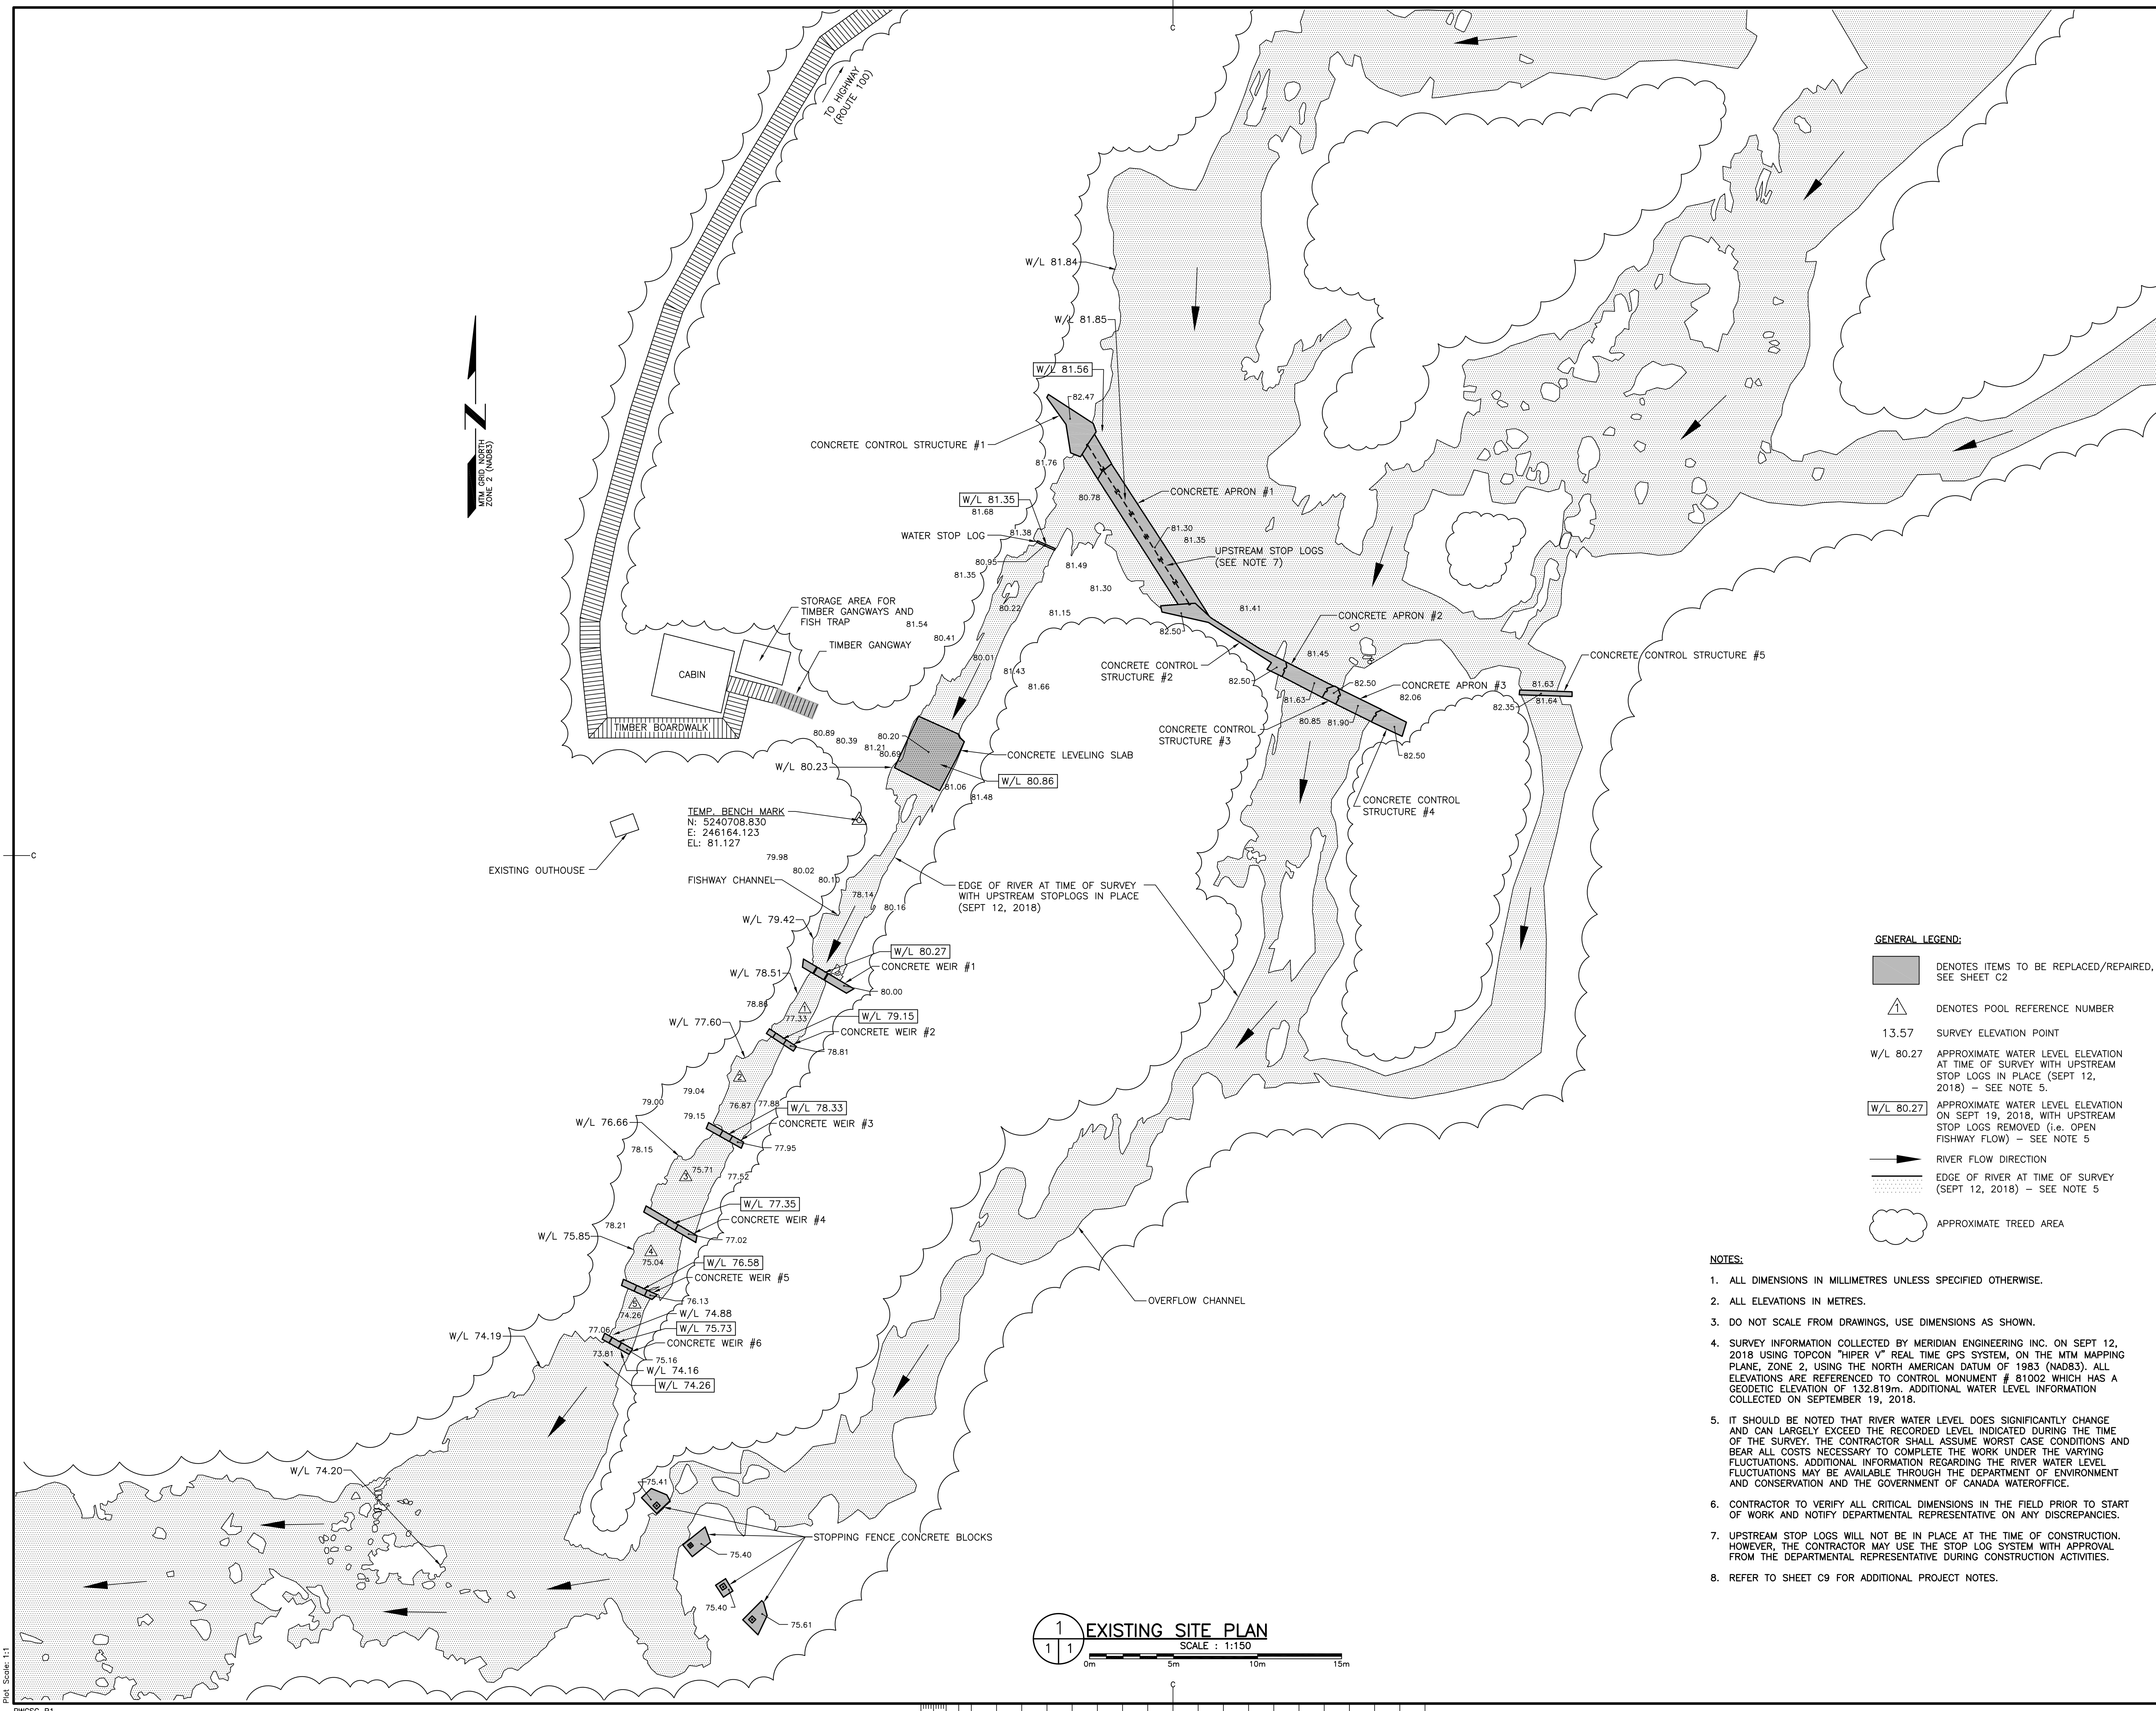 C
TO HIGHWAY
(ROUTE 100)
W/L 81.84
W/L 81.85
W/L 81.56
82.47
MTM GRID NORTH
ZONE 2 (NAD83)
N
CONCRETE CONTROL STRUCTURE #1
81.76
W/L 81.35
81.68
80.78
CONCRETE APRON #1
WATER STOP LOG
81.38
81.30
81.35
UPSTREAM STOP LOGS
(SEE NOTE 7)
80.95
81.49
81.35
81.30
STORAGE AREA FOR
TIMBER GANGWAYS AND
FISH TRAP
81.54
80.22
81.15
81.41
CONCRETE APRON #2
82.50
TIMBER GANGWAY
80.41
80.01
81.43
81.66
CONCRETE CONTROL
STRUCTURE #2
81.45
82.50
82.50
CONCRETE APRON #3
82.06
CONCRETE CONTROL STRUCTURE #5
81.63
81.64
82.35
CABIN
TIMBER BOARDWALK
81.63
80.85
81.90
CONCRETE CONTROL
STRUCTURE #3
82.50
80.89
80.39
81.21
80.20
80.69
CONCRETE LEVELING SLAB
W/L 80.23
W/L 80.86
81.06
81.48
CONCRETE CONTROL
STRUCTURE #4
TEMP. BENCH MARK
N: 5240708.830
E: 246164.123
EL: 81.127
C
EXISTING OUTHOUSE
79.98
80.02
80.10
FISHWAY CHANNEL
78.14
80.16
EDGE OF RIVER AT TIME OF SURVEY
WITH UPSTREAM STOPLOGS IN PLACE
(SEPT 12, 2018)
W/L 79.42
W/L 80.27
CONCRETE WEIR #1
W/L 78.51
80.00
78.86
1
77.33
W/L 79.15
W/L 77.60
CONCRETE WEIR #2
78.81
2
79.04
79.00
76.87
77.88
W/L 78.33
79.15
W/L 76.66
CONCRETE WEIR #3
77.95
78.15
75.71
3
77.52
W/L 77.35
78.21
CONCRETE WEIR #4
W/L 75.85
77.02
4
75.04
W/L 76.58
CONCRETE WEIR #5
76.13
5
74.26
W/L 74.88
77.06
W/L 75.73
W/L 74.19
CONCRETE WEIR #6
73.81
75.16
W/L 74.16
W/L 74.26
OVERFLOW CHANNEL
W/L 74.20
75.41
STOPPING FENCE CONCRETE BLOCKS
75.40
75.40
75.61
GENERAL LEGEND:
DENOTES ITEMS TO BE REPLACED/REPAIRED,
SEE SHEET C2
1
DENOTES POOL REFERENCE NUMBER
13.57 SURVEY ELEVATION POINT
W/L 80.27 APPROXIMATE WATER LEVEL ELEVATION
AT TIME OF SURVEY WITH UPSTREAM
STOP LOGS IN PLACE (SEPT 12,
2018) – SEE NOTE 5.
W/L 80.27 APPROXIMATE WATER LEVEL ELEVATION
ON SEPT 19, 2018, WITH UPSTREAM
STOP LOGS REMOVED (i.e. OPEN
FISHWAY FLOW) – SEE NOTE 5
RIVER FLOW DIRECTION
EDGE OF RIVER AT TIME OF SURVEY
(SEPT 12, 2018) – SEE NOTE 5
APPROXIMATE TREED AREA
NOTES:
1. ALL DIMENSIONS IN MILLIMETRES UNLESS SPECIFIED OTHERWISE.
2. ALL ELEVATIONS IN METRES.
3. DO NOT SCALE FROM DRAWINGS, USE DIMENSIONS AS SHOWN.
4. SURVEY INFORMATION COLLECTED BY MERIDIAN ENGINEERING INC. ON SEPT 12,
2018 USING TOPCON "HIPER V" REAL TIME GPS SYSTEM, ON THE MTM MAPPING
PLANE, ZONE 2, USING THE NORTH AMERICAN DATUM OF 1983 (NAD83). ALL
ELEVATIONS ARE REFERENCED TO CONTROL MONUMENT # 81002 WHICH HAS A
GEODETIC ELEVATION OF 132.819m. ADDITIONAL WATER LEVEL INFORMATION
COLLECTED ON SEPTEMBER 19, 2018.
5. IT SHOULD BE NOTED THAT RIVER WATER LEVEL DOES SIGNIFICANTLY CHANGE
AND CAN LARGELY EXCEED THE RECORDED LEVEL INDICATED DURING THE TIME
OF THE SURVEY. THE CONTRACTOR SHALL ASSUME WORST CASE CONDITIONS AND
BEAR ALL COSTS NECESSARY TO COMPLETE THE WORK UNDER THE VARYING
FLUCTUATIONS. ADDITIONAL INFORMATION REGARDING THE RIVER WATER LEVEL
FLUCTUATIONS MAY BE AVAILABLE THROUGH THE DEPARTMENT OF ENVIRONMENT
AND CONSERVATION AND THE GOVERNMENT OF CANADA WATEROFFICE.
6. CONTRACTOR TO VERIFY ALL CRITICAL DIMENSIONS IN THE FIELD PRIOR TO START
OF WORK AND NOTIFY DEPARTMENTAL REPRESENTATIVE ON ANY DISCREPANCIES.
7. UPSTREAM STOP LOGS WILL NOT BE IN PLACE AT THE TIME OF CONSTRUCTION.
HOWEVER, THE CONTRACTOR MAY USE THE STOP LOG SYSTEM WITH APPROVAL
FROM THE DEPARTMENTAL REPRESENTATIVE DURING CONSTRUCTION ACTIVITIES.
8. REFER TO SHEET C9 FOR ADDITIONAL PROJECT NOTES.
1
1 1
EXISTING SITE PLAN
SCALE : 1:150
0m 5m 10m 15m
C
Plot Scale: 1:1